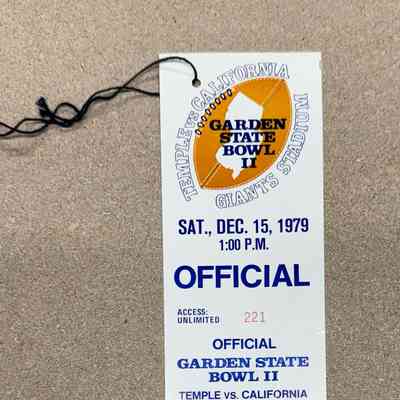 TEMPLE vs. CALIFORNIA
GIANTS STADIUM
GARDEN
STATE
BOWL
II
SAT., DEC. 15, 1979
1:00 P.M.
OFFICIAL
ACCESS:
UNLIMITED 221
OFFICIAL
GARDEN STATE
BOWL II
TEMPLE vs. CALIFORNIA